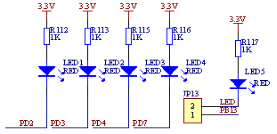 3.3V 3.3V 3.3V 3.3V
3.3V
R112 R113 R115 R116
1K 1K 1K 1K
R117
1K
LED1 LED2 LED3 LED4
RED RED RED RED
LED5
RED
JP13
2
1
LED
PB13
PD2 PD3 PD4 PD7